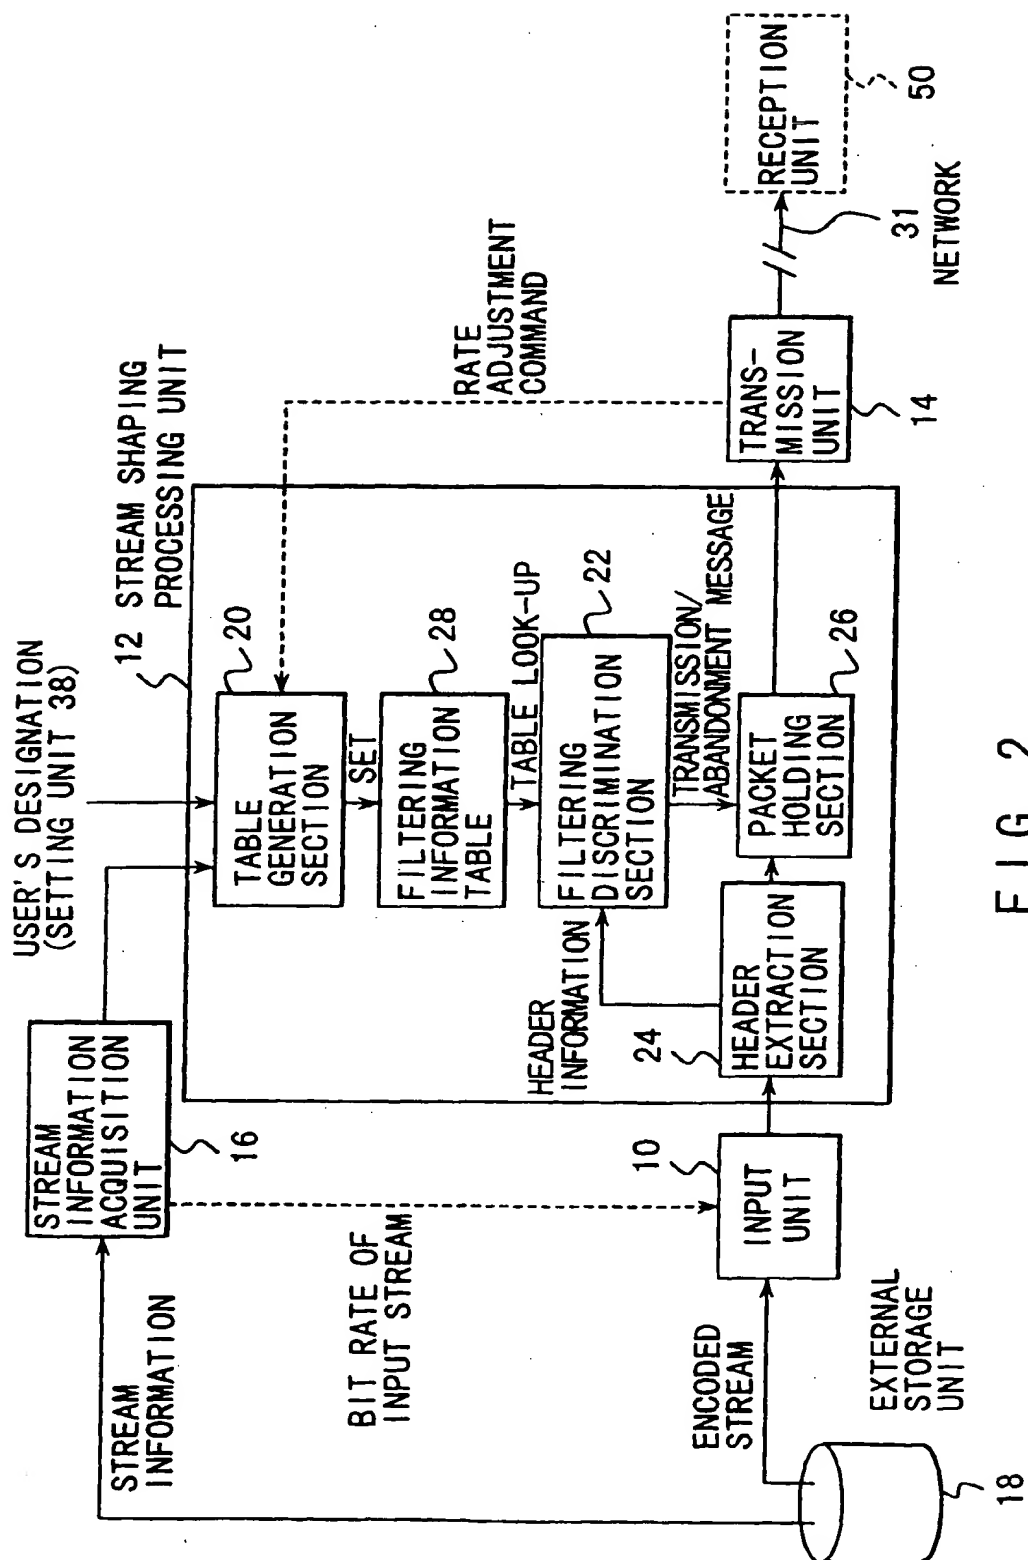 USER'S DESIGNATION
(SETTING UNIT 38)
12 STREAM SHAPING
PROCESSING UNIT
STREAM
INFORMATION
STREAM
INFORMATION
ACQUISITION
UNIT
16
BIT RATE OF
INPUT STREAM
TABLE
GENERATION
SECTION
20
SET
FILTERING
INFORMATION
TABLE
28
TABLE LOOK-UP
FILTERING
DISCRIMINATION
SECTION
22
HEADER
INFORMATION
TRANSMISSION/
ABANDONMENT MESSAGE
RATE
ADJUSTMENT
COMMAND
ENCODED
STREAM
10
INPUT
UNIT
24
HEADER
EXTRACTION
SECTION
PACKET
HOLDING
SECTION
26
TRANS-
MISSION
UNIT
14
RECEPTION
UNIT
50
31
NETWORK
EXTERNAL
STORAGE
UNIT
18
FIG. 2